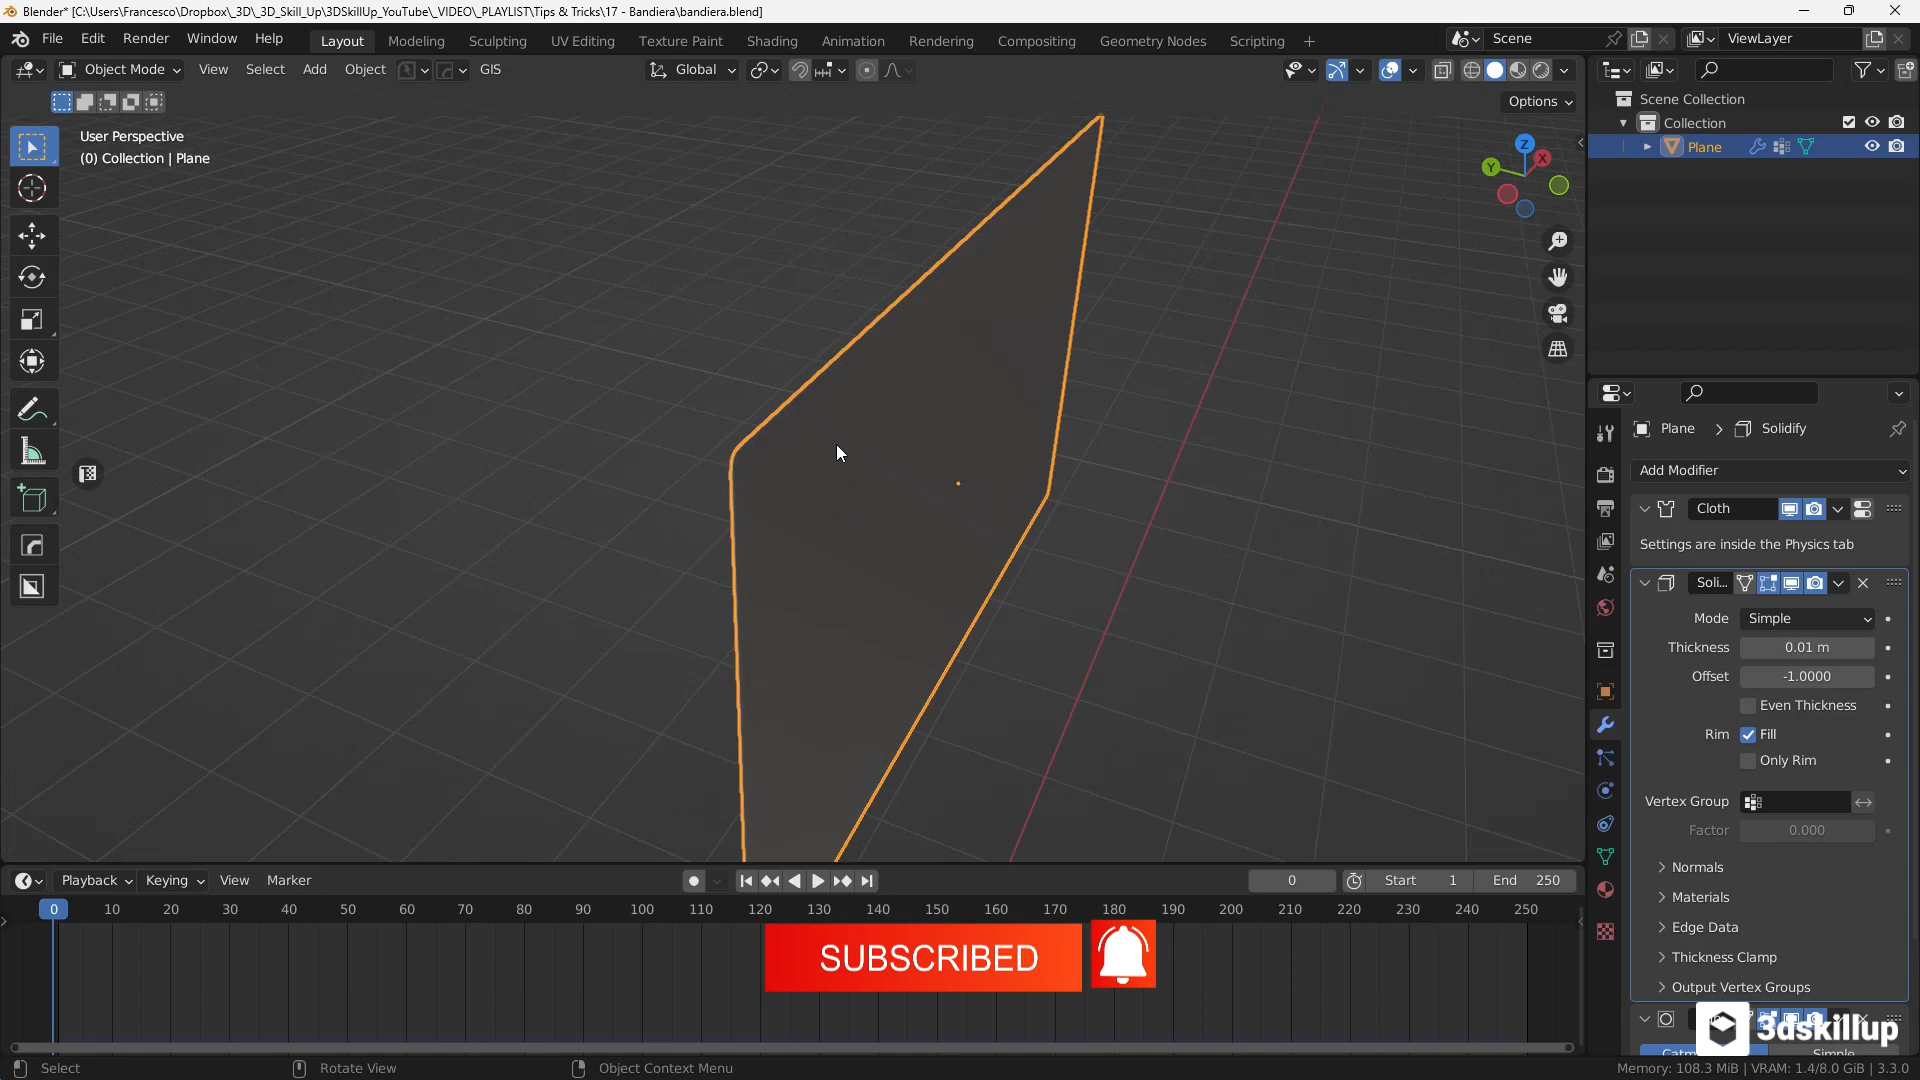 Blender* [C:\Users\Francesco\Dropbox\_3D\_3D_Skill_Up\3DSkillUp_YouTube\_VIDEO\_PLAYLIST\Tips & Tricks\17 - Bandiera\bandiera.blend]
File Edit Render Window Help Layout Modeling Sculpting UV Editing Texture Paint Shading Animation Rendering Compositing Geometry Nodes Scripting + Scene ViewLayer
Object Mode View Select Add Object GIS Global
Options
User Perspective
(0) Collection | Plane
Z
X
Y
Scene Collection
Collection
Plane
Plane > Solidify
Add Modifier
Cloth
Settings are inside the Physics tab
Soli...
Mode Simple
Thickness 0.01 m
Offset -1.0000
Even Thickness
Rim Fill
Only Rim
Vertex Group
Factor 0.000
Normals
Materials
Edge Data
Thickness Clamp
Output Vertex Groups
Simple
3dskillup
Playback Keying View Marker 0 Start 1 End 250
0 10 20 30 40 50 60 70 80 90 100 110 120 130 140 150 160 170 180 190 200 210 220 230 240 250
SUBSCRIBED
Select Rotate View Object Context Menu Memory: 108.3 MiB | VRAM: 1.4/8.0 GiB | 3.3.0